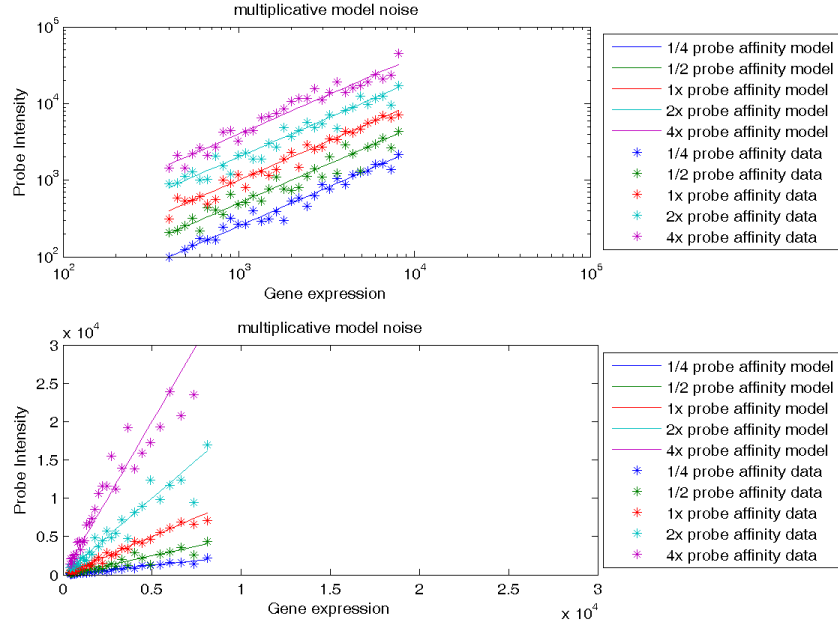 multiplicative model noise
10^5
10^4
10^3
10^2
Probe Intensity
10^2 10^3 10^4 10^5
Gene expression
1/4 probe affinity model
1/2 probe affinity model
1x probe affinity model
2x probe affinity model
4x probe affinity model
1/4 probe affinity data
1/2 probe affinity data
1x probe affinity data
2x probe affinity data
4x probe affinity data
multiplicative model noise
x 10^4
3
2.5
2
1.5
1
0.5
0
Probe Intensity
0 0.5 1 1.5 2 2.5 3
x 10^4
Gene expression
1/4 probe affinity model
1/2 probe affinity model
1x probe affinity model
2x probe affinity model
4x probe affinity model
1/4 probe affinity data
1/2 probe affinity data
1x probe affinity data
2x probe affinity data
4x probe affinity data